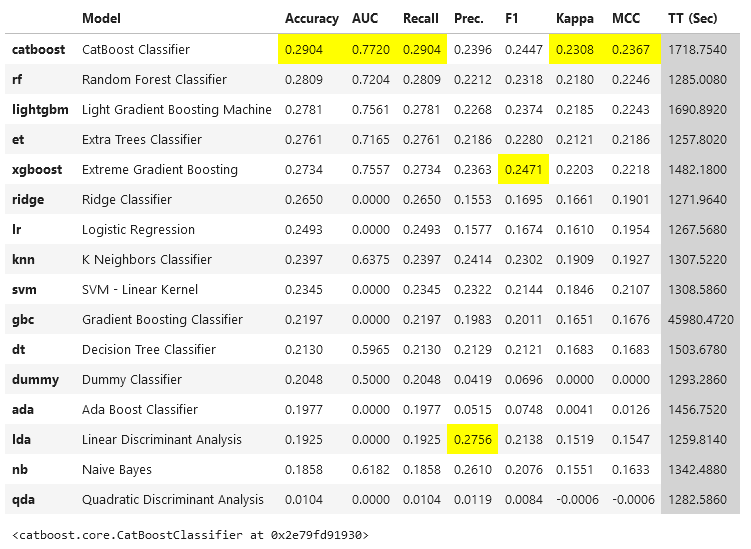 Model Accuracy AUC Recall Prec. F1 Kappa MCC TT (Sec)
catboost CatBoost Classifier 0.2904 0.7720 0.2904 0.2396 0.2447 0.2308 0.2367 1718.7540
rf Random Forest Classifier 0.2809 0.7204 0.2809 0.2212 0.2318 0.2180 0.2246 1285.0080
lightgbm Light Gradient Boosting Machine 0.2781 0.7561 0.2781 0.2268 0.2374 0.2185 0.2243 1690.8920
et Extra Trees Classifier 0.2761 0.7165 0.2761 0.2186 0.2280 0.2121 0.2186 1257.8020
xgboost Extreme Gradient Boosting 0.2734 0.7557 0.2734 0.2363 0.2471 0.2203 0.2218 1482.1800
ridge Ridge Classifier 0.2650 0.0000 0.2650 0.1553 0.1695 0.1661 0.1901 1271.9640
lr Logistic Regression 0.2493 0.0000 0.2493 0.1577 0.1674 0.1610 0.1954 1267.5680
knn K Neighbors Classifier 0.2397 0.6375 0.2397 0.2414 0.2302 0.1909 0.1927 1307.5220
svm SVM - Linear Kernel 0.2345 0.0000 0.2345 0.2322 0.2144 0.1846 0.2107 1308.5860
gbc Gradient Boosting Classifier 0.2197 0.0000 0.2197 0.1983 0.2011 0.1651 0.1676 45980.4720
dt Decision Tree Classifier 0.2130 0.5965 0.2130 0.2129 0.2121 0.1683 0.1683 1503.6780
dummy Dummy Classifier 0.2048 0.5000 0.2048 0.0419 0.0696 0.0000 0.0000 1293.2860
ada Ada Boost Classifier 0.1977 0.0000 0.1977 0.0515 0.0748 0.0041 0.0126 1456.7520
lda Linear Discriminant Analysis 0.1925 0.0000 0.1925 0.2756 0.2138 0.1519 0.1547 1259.8140
nb Naive Bayes 0.1858 0.6182 0.1858 0.2610 0.2076 0.1551 0.1633 1342.4880
qda Quadratic Discriminant Analysis 0.0104 0.0000 0.0104 0.0119 0.0084 -0.0006 -0.0006 1282.5860
<catboost.core.CatBoostClassifier at 0x2e79fd91930>